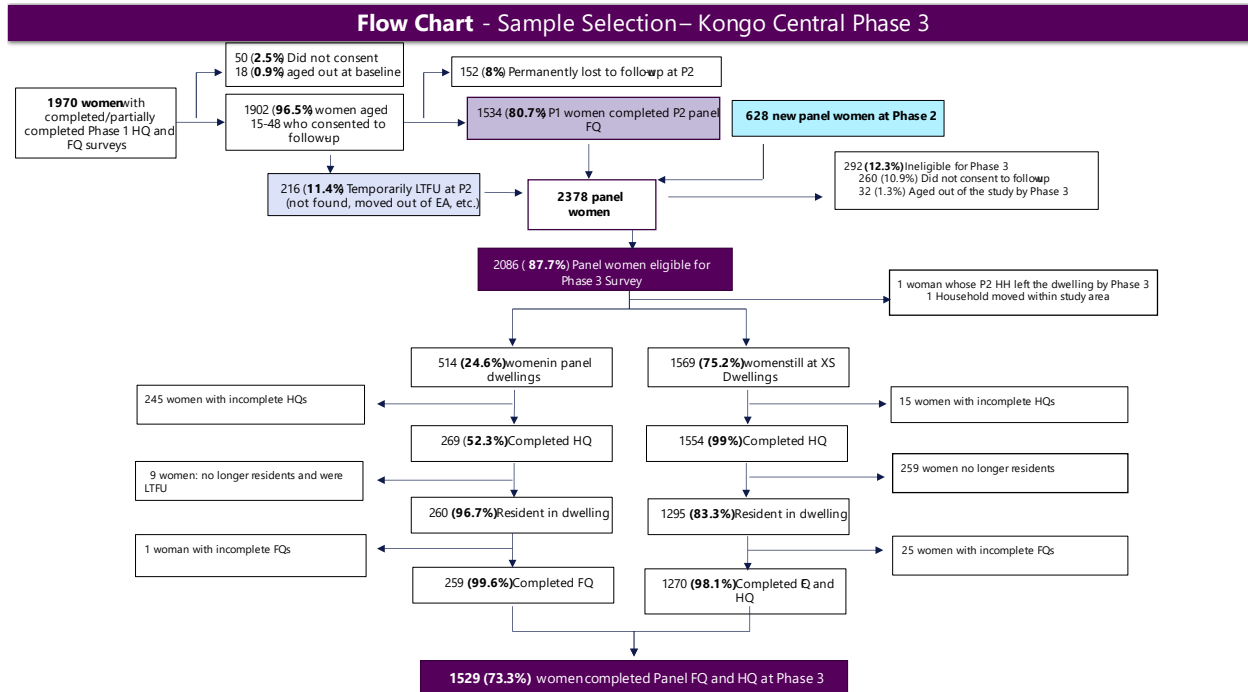 Flow Chart - Sample Selection – Kongo Central Phase 3
50 (2.5%) Did not consent
18 (0.9%) aged out at baseline
152 (8%) Permanently lost to follow-up at P2
1970 women with
completed/partially
completed Phase 1 HQ and
FQ surveys
1902 (96.5%) women aged
15-48 who consented to
follow-up
1534 (80.7%) P1 women completed P2 panel
FQ
628 new panel women at Phase 2
292 (12.3%) Ineligible for Phase 3
260 (10.9%) Did not consent to follow-up
32 (1.3%) Aged out of the study by Phase 3
216 (11.4%) Temporarily LTFU at P2
(not found, moved out of EA, etc.)
2378 panel
women
2086 ( 87.7%) Panel women eligible for
Phase 3 Survey
1 woman whose P2 HH left the dwelling by Phase 3
1 Household moved within study area
514 (24.6%) women in panel
dwellings
1569 (75.2%) women still at XS
Dwellings
245 women with incomplete HQs
15 women with incomplete HQs
269 (52.3%) Completed HQ
1554 (99%) Completed HQ
9 women: no longer residents and were
LTFU
259 women no longer residents
260 (96.7%) Resident in dwelling
1295 (83.3%) Resident in dwelling
1 woman with incomplete FQs
25 women with incomplete FQs
259 (99.6%) Completed FQ
1270 (98.1%) Completed FQ and
HQ
1529 (73.3%) women completed Panel FQ and HQ at Phase 3